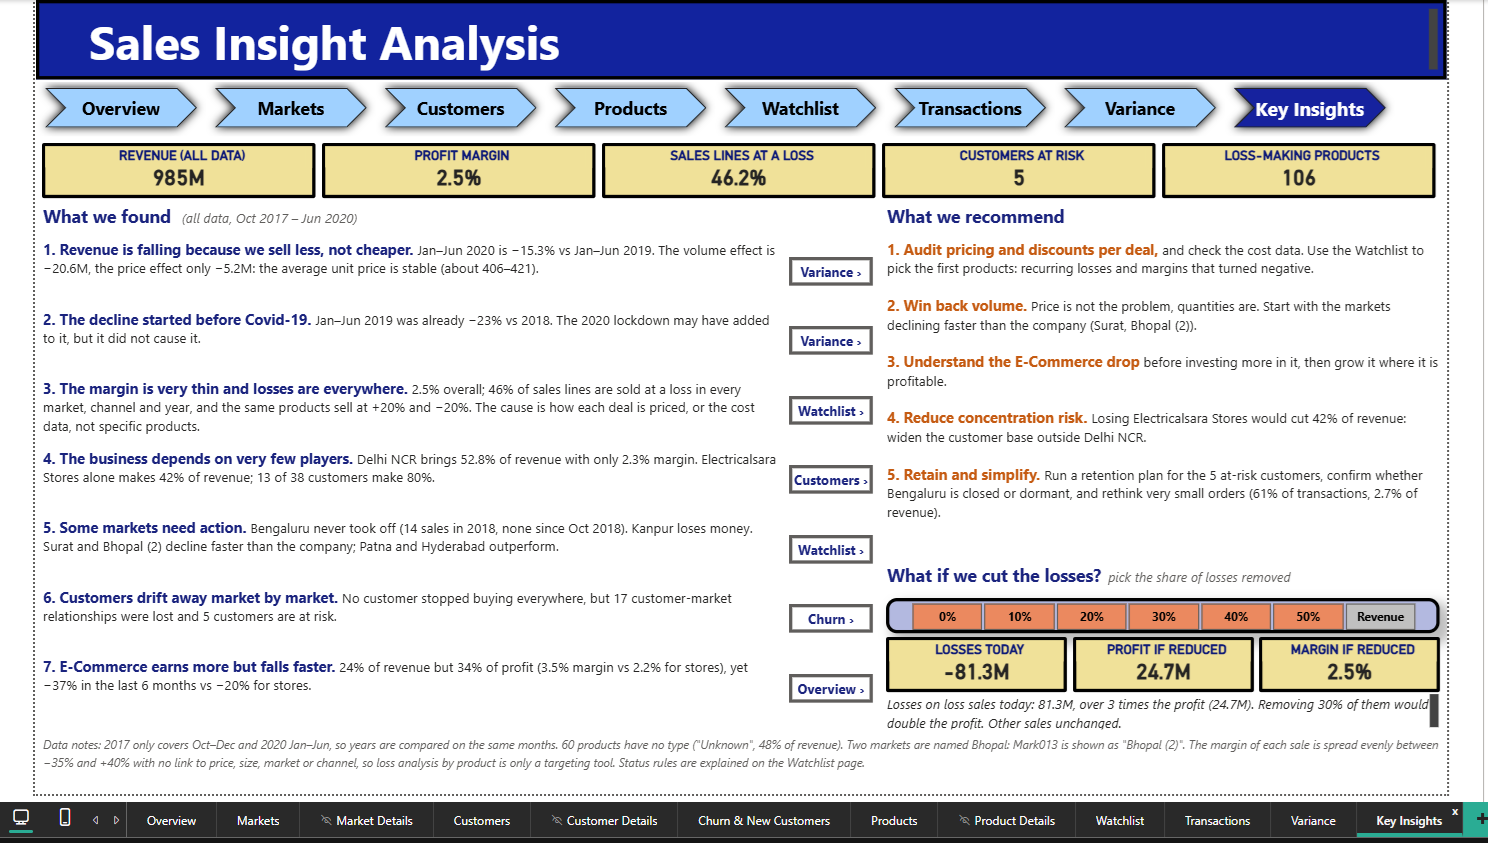 Sales Insight Analysis
Overview
Markets
Customers
Products
Watchlist
Transactions
Variance
Key Insights
REVENUE (ALL DATA)
985M
PROFIT MARGIN
2.5%
SALES LINES AT A LOSS
46.2%
CUSTOMERS AT RISK
5
LOSS-MAKING PRODUCTS
106
What we found (all data, Oct 2017 – Jun 2020)
1. Revenue is falling because we sell less, not cheaper. Jan–Jun 2020 is −15.3% vs Jan–Jun 2019. The volume effect is
−20.6M, the price effect only −5.2M: the average unit price is stable (about 406–421).
Variance ›
2. The decline started before Covid-19. Jan–Jun 2019 was already −23% vs 2018. The 2020 lockdown may have added
to it, but it did not cause it.
Variance ›
3. The margin is very thin and losses are everywhere. 2.5% overall; 46% of sales lines are sold at a loss in every
market, channel and year, and the same products sell at +20% and −20%. The cause is how each deal is priced, or the cost
data, not specific products.
Watchlist ›
4. The business depends on very few players. Delhi NCR brings 52.8% of revenue with only 2.3% margin. Electricalsara
Stores alone makes 42% of revenue; 13 of 38 customers make 80%.
Customers ›
5. Some markets need action. Bengaluru never took off (14 sales in 2018, none since Oct 2018). Kanpur loses money.
Surat and Bhopal (2) decline faster than the company; Patna and Hyderabad outperform.
Watchlist ›
6. Customers drift away market by market. No customer stopped buying everywhere, but 17 customer-market
relationships were lost and 5 customers are at risk.
Churn ›
7. E-Commerce earns more but falls faster. 24% of revenue but 34% of profit (3.5% margin vs 2.2% for stores), yet
−37% in the last 6 months vs −20% for stores.
Overview ›
What we recommend
1. Audit pricing and discounts per deal, and check the cost data. Use the Watchlist to
pick the first products: recurring losses and margins that turned negative.
2. Win back volume. Price is not the problem, quantities are. Start with the markets
declining faster than the company (Surat, Bhopal (2)).
3. Understand the E-Commerce drop before investing more in it, then grow it where it is
profitable.
4. Reduce concentration risk. Losing Electricalsara Stores would cut 42% of revenue:
widen the customer base outside Delhi NCR.
5. Retain and simplify. Run a retention plan for the 5 at-risk customers, confirm whether
Bengaluru is closed or dormant, and rethink very small orders (61% of transactions, 2.7% of
revenue).
What if we cut the losses? pick the share of losses removed
0%
10%
20%
30%
40%
50%
Revenue
LOSSES TODAY
-81.3M
PROFIT IF REDUCED
24.7M
MARGIN IF REDUCED
2.5%
Losses on loss sales today: 81.3M, over 3 times the profit (24.7M). Removing 30% of them would
double the profit. Other sales unchanged.
Data notes: 2017 only covers Oct–Dec and 2020 Jan–Jun, so years are compared on the same months. 60 products have no type ("Unknown", 48% of revenue). Two markets are named Bhopal: Mark013 is shown as "Bhopal (2)". The margin of each sale is spread evenly between
−35% and +40% with no link to price, size, market or channel, so loss analysis by product is only a targeting tool. Status rules are explained on the Watchlist page.
Overview
Markets
Market Details
Customers
Customer Details
Churn & New Customers
Products
Product Details
Watchlist
Transactions
Variance
Key Insights
x
+